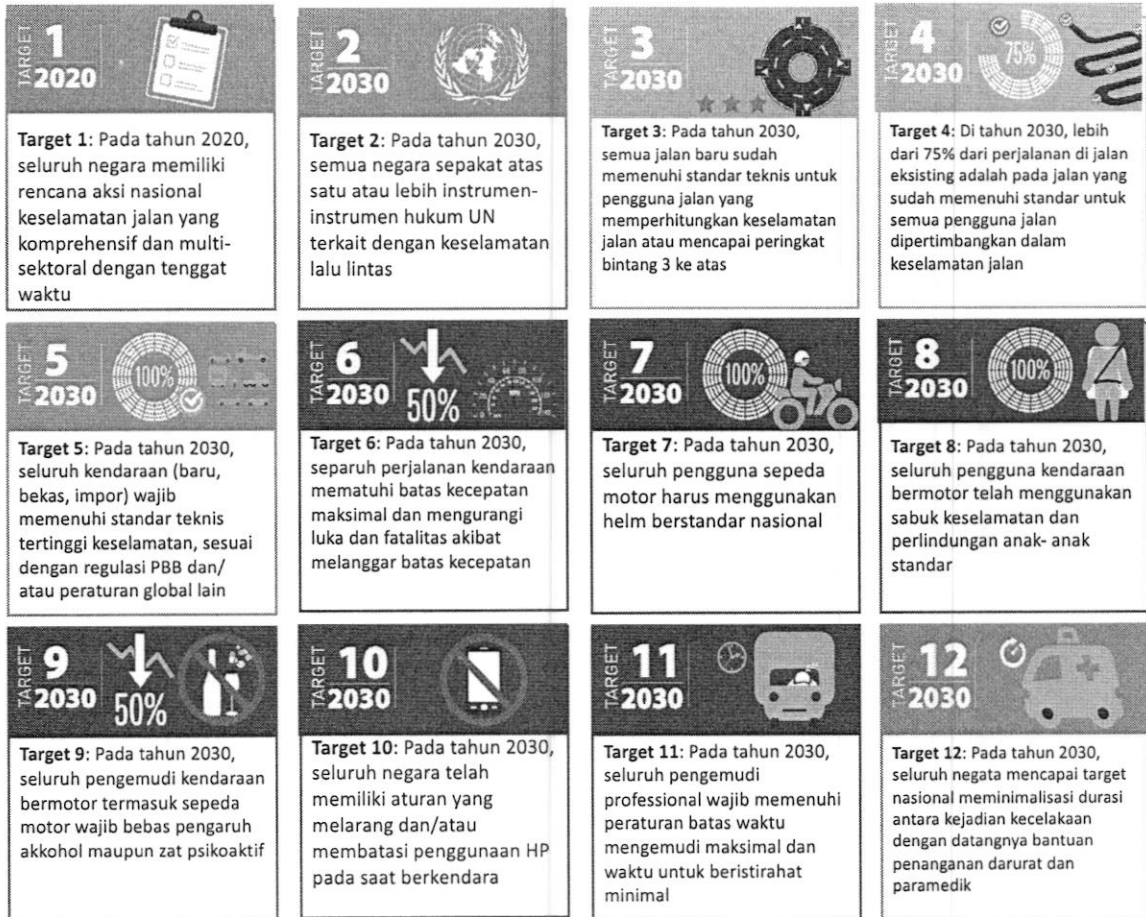 TARGET
1
2020
Target 1: Pada tahun 2020,
seluruh negara memiliki
rencana aksi nasional
keselamatan jalan yang
komprehensif dan multi-
sektoral dengan tenggat
waktu
TARGET
2
2030
Target 2: Pada tahun 2030,
semua negara sepakat atas
satu atau lebih instrumen-
instrumen hukum UN
terkait dengan keselamatan
lalu lintas
TARGET
3
2030
Target 3: Pada tahun 2030,
semua jalan baru sudah
memenuhi standar teknis untuk
pengguna jalan yang
memperhitungkan keselamatan
jalan atau mencapai peringkat
bintang 3 ke atas
TARGET
4
2030
75%
Target 4: Di tahun 2030, lebih
dari 75% dari perjalanan di jalan
eksisting adalah pada jalan yang
sudah memenuhi standar untuk
semua pengguna jalan
dipertimbangkan dalam
keselamatan jalan
TARGET
5
2030
100%
Target 5: Pada tahun 2030,
seluruh kendaraan (baru,
bekas, impor) wajib
memenuhi standar teknis
tertinggi keselamatan, sesuai
dengan regulasi PBB dan/
atau peraturan global lain
TARGET
6
2030
50%
Target 6: Pada tahun 2030,
separuh perjalanan kendaraan
mematuhi batas kecepatan
maksimal dan mengurangi
luka dan fatalitas akibat
melanggar batas kecepatan
TARGET
7
2030
100%
Target 7: Pada tahun 2030,
seluruh pengguna sepeda
motor harus menggunakan
helm berstandar nasional
TARGET
8
2030
100%
Target 8: Pada tahun 2030,
seluruh pengguna kendaraan
bermotor telah menggunakan
sabuk keselamatan dan
perlindungan anak- anak
standar
TARGET
9
2030
50%
Target 9: Pada tahun 2030,
seluruh pengemudi kendaraan
bermotor termasuk sepeda
motor wajib bebas pengaruh
akkohol maupun zat psikoaktif
TARGET
10
2030
Target 10: Pada tahun 2030,
seluruh negara telah
memiliki aturan yang
melarang dan/atau
membatasi penggunaan HP
pada saat berkendara
TARGET
11
2030
Target 11: Pada tahun 2030,
seluruh pengemudi
professional wajib memenuhi
peraturan batas waktu
mengemudi maksimal dan
waktu untuk beristirahat
minimal
TARGET
12
2030
Target 12: Pada tahun 2030,
seluruh negata mencapai target
nasional meminimalisasi durasi
antara kejadian kecelakaan
dengan datangnya bantuan
penanganan darurat dan
paramedik